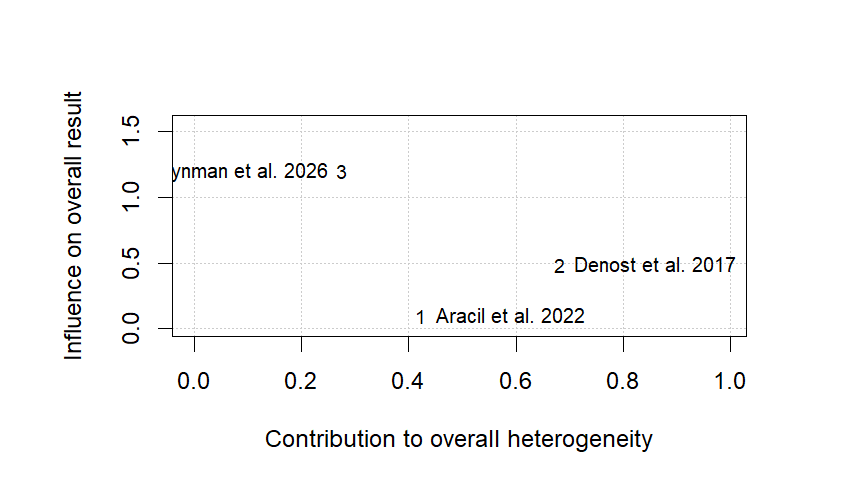 Influence on overall result
1.5
1.0
0.5
0.0
ynman et al. 2026 3
2 Denost et al. 2017
1 Aracil et al. 2022
0.0 0.2 0.4 0.6 0.8 1.0
Contribution to overall heterogeneity